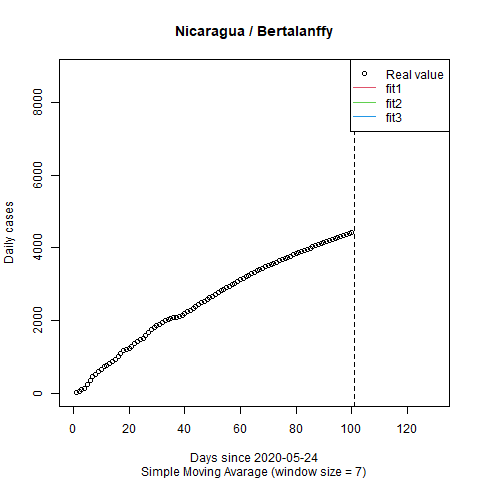 Nicaragua / Bertalanffy
Real value
fit1
fit2
fit3
Daily cases
8000
6000
4000
2000
0
0 20 40 60 80 100 120
Days since 2020-05-24
Simple Moving Avarage (window size = 7)